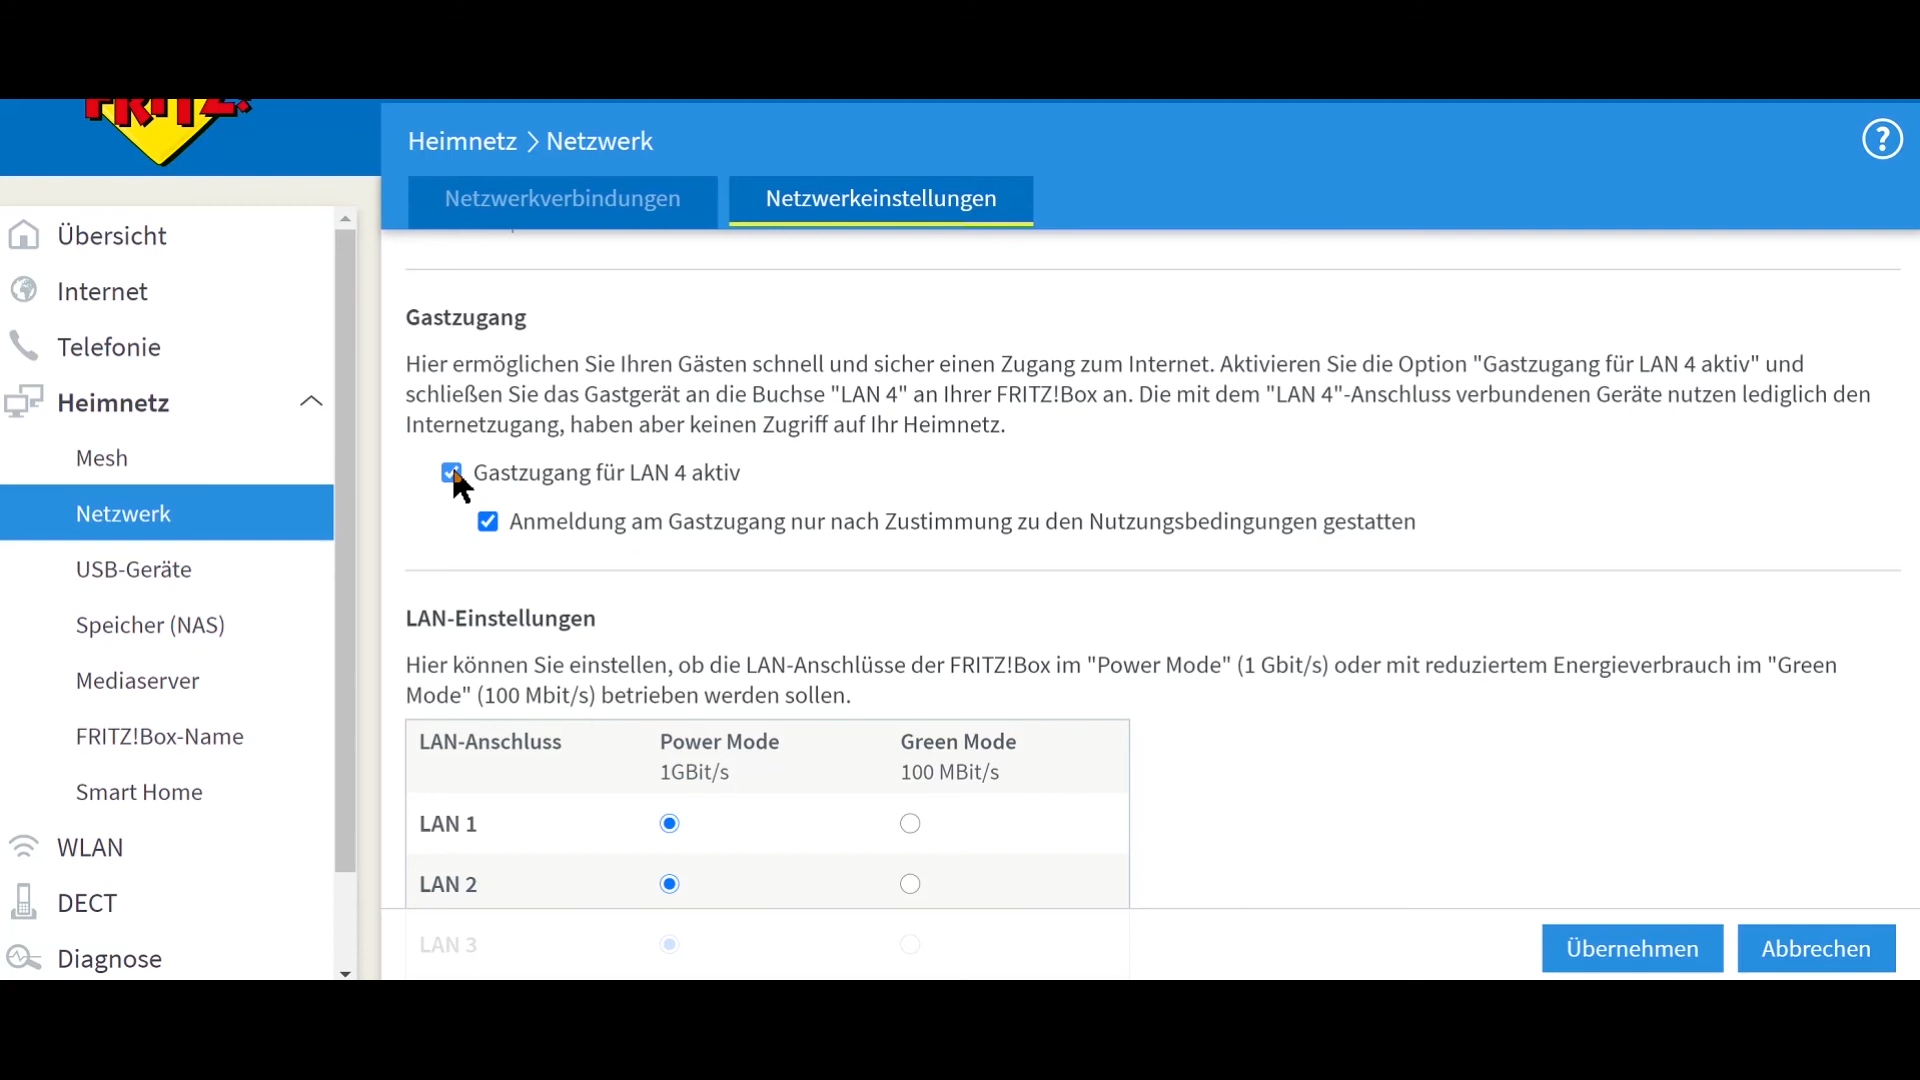 FRITZ!
Heimnetz > Netzwerk
Netzwerkverbindungen
Netzwerkeinstellungen
Übersicht
Internet
Telefonie
Heimnetz
Mesh
Netzwerk
USB-Geräte
Speicher (NAS)
Mediaserver
FRITZ!Box-Name
Smart Home
WLAN
DECT
Diagnose
Gastzugang
Hier ermöglichen Sie Ihren Gästen schnell und sicher einen Zugang zum Internet. Aktivieren Sie die Option "Gastzugang für LAN 4 aktiv" und
schließen Sie das Gastgerät an die Buchse "LAN 4" an Ihrer FRITZ!Box an. Die mit dem "LAN 4"-Anschluss verbundenen Geräte nutzen lediglich den
Internetzugang, haben aber keinen Zugriff auf Ihr Heimnetz.
Gastzugang für LAN 4 aktiv
Anmeldung am Gastzugang nur nach Zustimmung zu den Nutzungsbedingungen gestatten
LAN-Einstellungen
Hier können Sie einstellen, ob die LAN-Anschlüsse der FRITZ!Box im "Power Mode" (1 Gbit/s) oder mit reduziertem Energieverbrauch im "Green
Mode" (100 Mbit/s) betrieben werden sollen.
LAN-Anschluss Power Mode Green Mode
1GBit/s 100 MBit/s
LAN 1
LAN 2
LAN 3
Übernehmen
Abbrechen